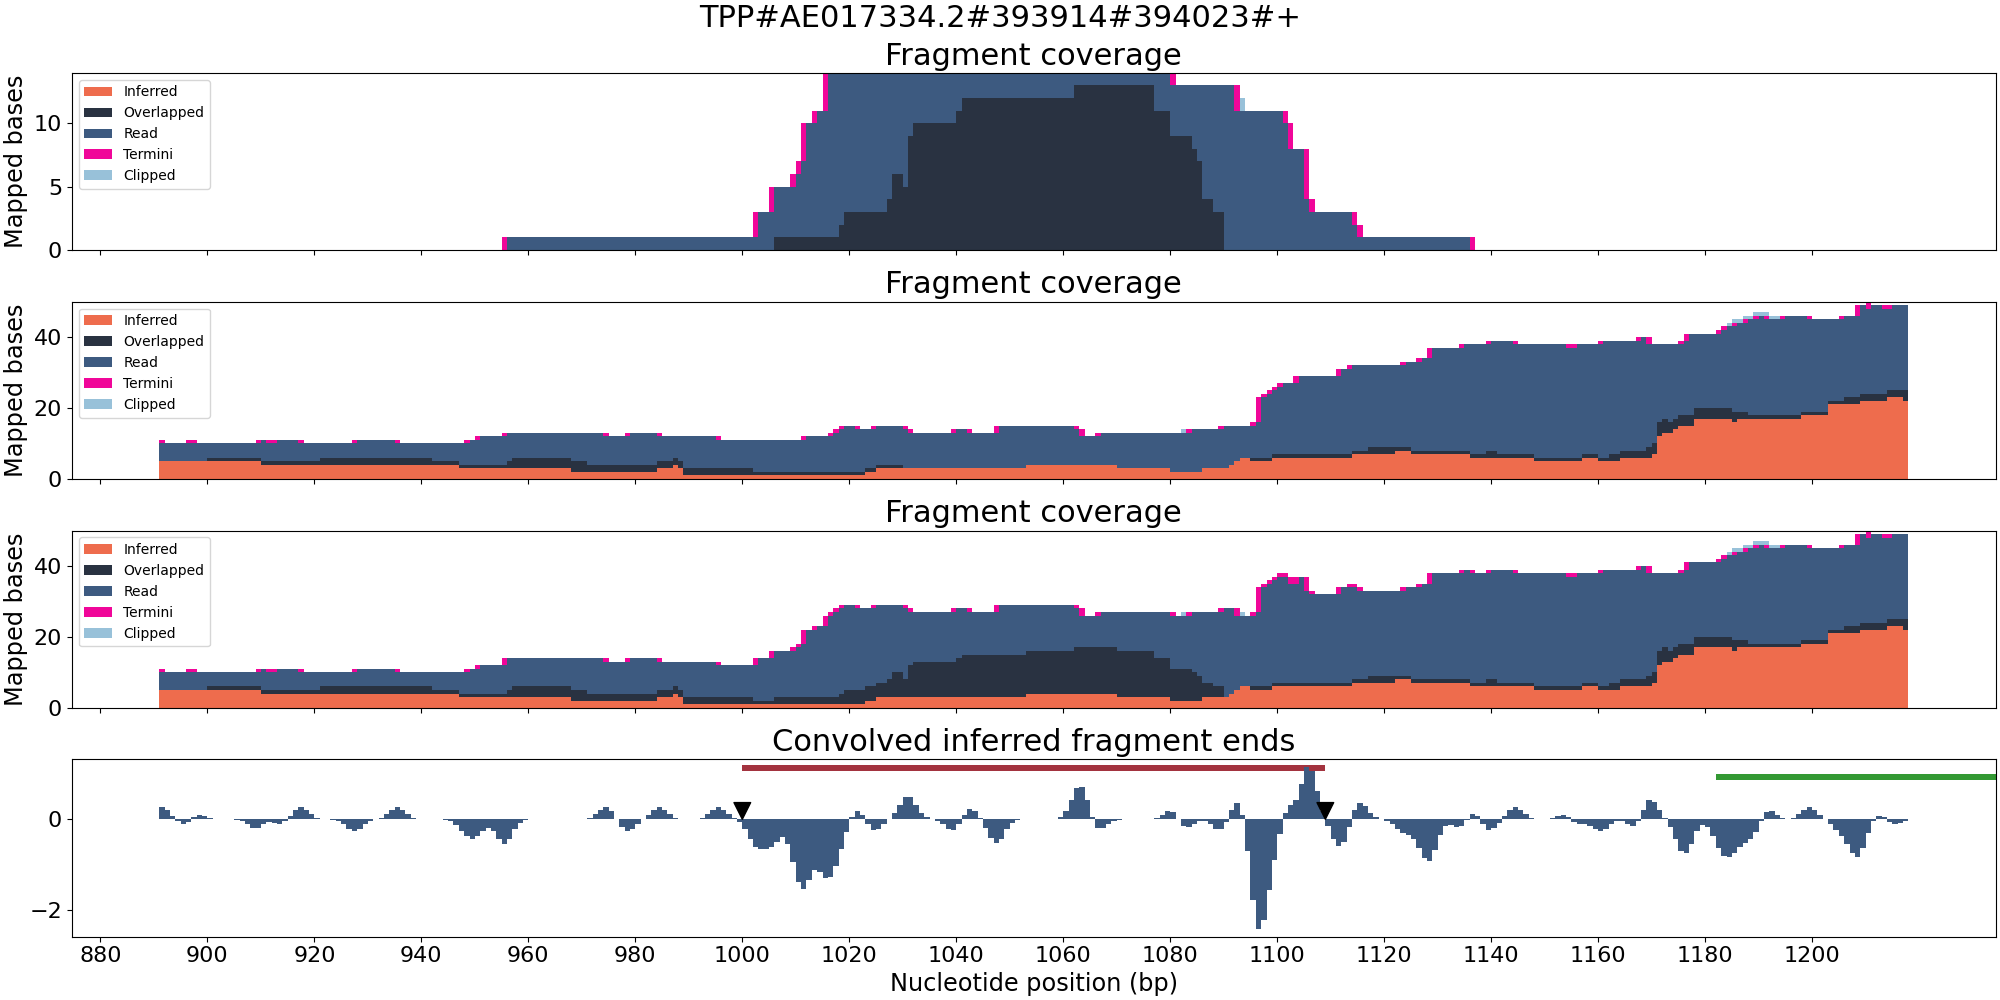 TPP#AE017334.2#393914#394023#+
Fragment coverage
Mapped bases
10
5
0
Inferred
Overlapped
Read
Termini
Clipped
Fragment coverage
Mapped bases
40
20
0
Inferred
Overlapped
Read
Termini
Clipped
Fragment coverage
Mapped bases
40
20
0
Inferred
Overlapped
Read
Termini
Clipped
Convolved inferred fragment ends
0
−2
880 900 920 940 960 980 1000 1020 1040 1060 1080 1100 1120 1140 1160 1180 1200
Nucleotide position (bp)